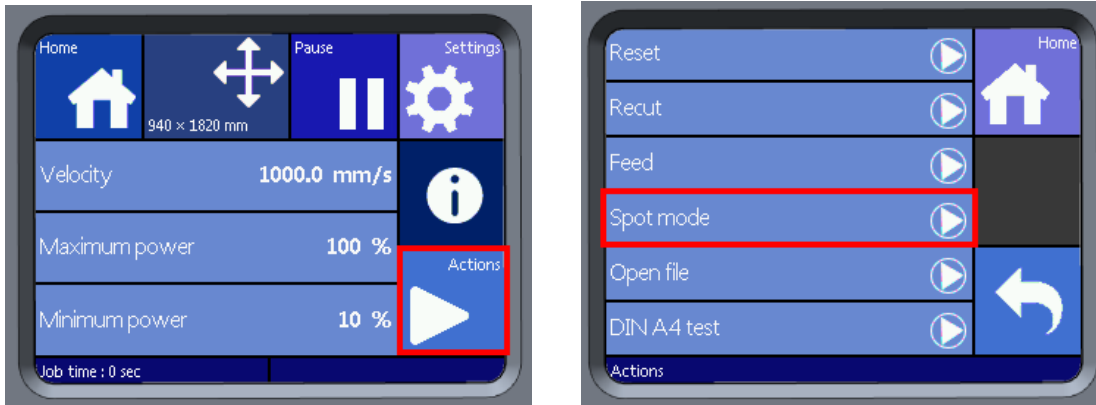 Home
Pause
Settings
940 × 1820 mm
Velocity 1000.0 mm/s
Maximum power 100 %
Actions
Minimum power 10 %
Job time : 0 sec
Reset
Home
Recut
Feed
Spot mode
Open file
DIN A4 test
Actions